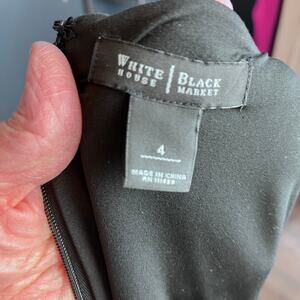 WHITE | BLACK
HOUSE | MARKET
4
MADE IN CHINA
RN 111459